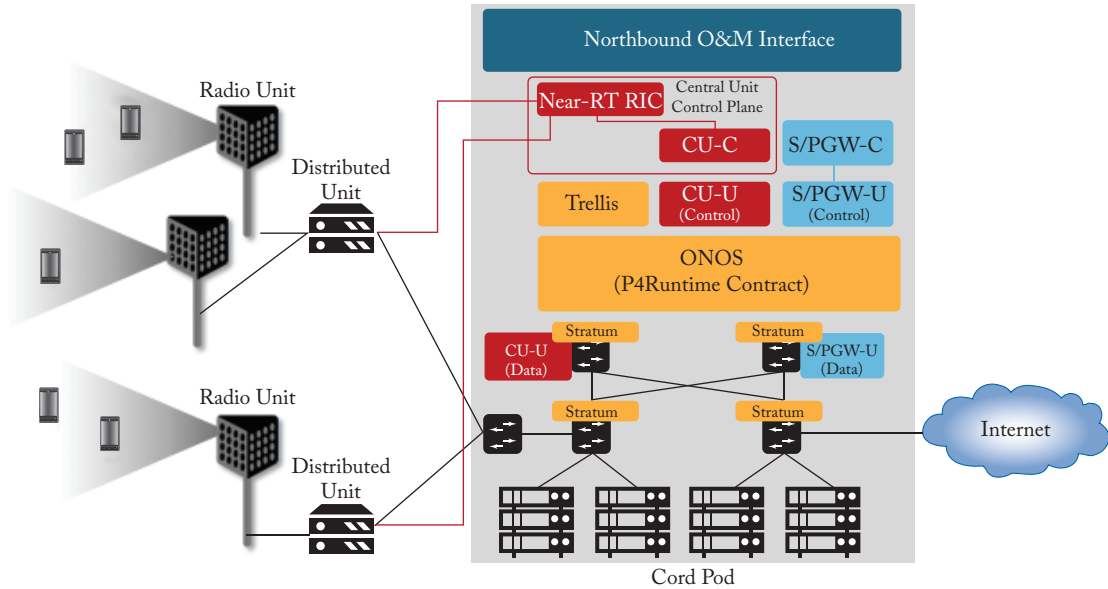 Northbound O&M Interface
Radio Unit
Near-RT RIC
Central Unit
Control Plane
CU-C
S/PGW-C
Distributed
Unit
Trellis
CU-U
(Control)
S/PGW-U
(Control)
ONOS
(P4Runtime Contract)
Stratum
Stratum
CU-U
(Data)
S/PGW-U
(Data)
Radio Unit
Stratum
Stratum
Internet
Distributed
Unit
Cord Pod